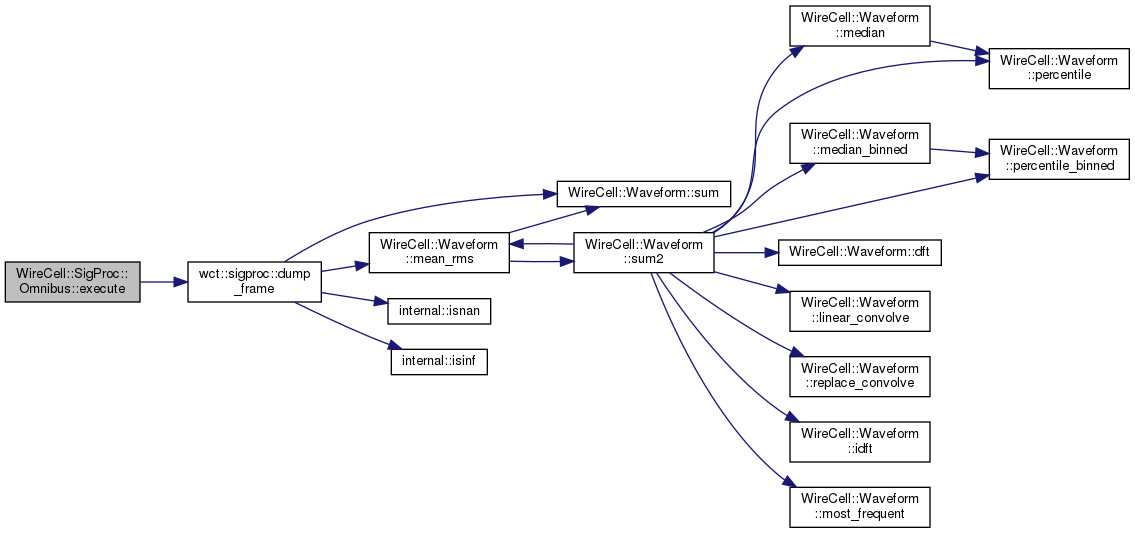 WireCell::SigProc::
Omnibus::execute
wct::sigproc::dump
_frame
WireCell::Waveform::sum
WireCell::Waveform
::mean_rms
internal::isnan
internal::isinf
WireCell::Waveform
::sum2
WireCell::Waveform
::median
WireCell::Waveform
::percentile
WireCell::Waveform
::median_binned
WireCell::Waveform
::percentile_binned
WireCell::Waveform::dft
WireCell::Waveform
::linear_convolve
WireCell::Waveform
::replace_convolve
WireCell::Waveform
::idft
WireCell::Waveform
::most_frequent